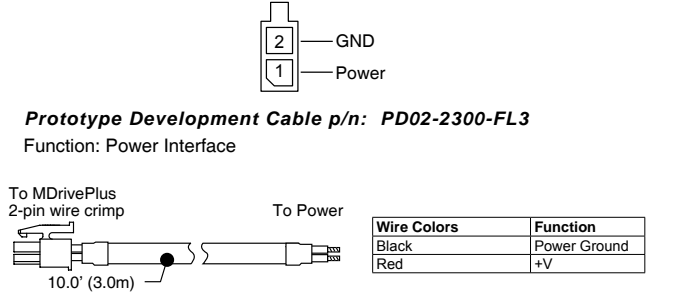 2 GND
1 Power
Prototype Development Cable p/n: PD02-2300-FL3
Function: Power Interface
To MDrivePlus
2-pin wire crimp
To Power
10.0' (3.0m)
Wire Colors Function
Black Power Ground
Red +V